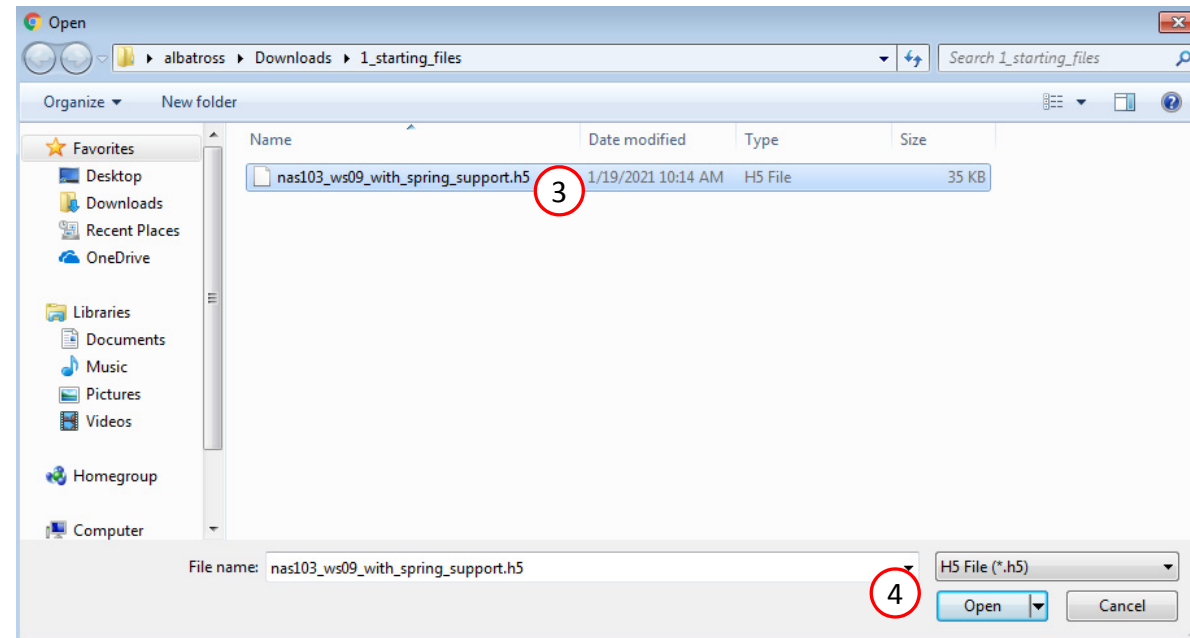 Open
albatross Downloads 1_starting_files Search 1_starting_files
Organize New folder
Name Date modified Type Size
nas103_ws09_with_spring_support.h5 3 1/19/2021 10:14 AM H5 File 35 KB
Favorites
Desktop
Downloads
Recent Places
OneDrive
Libraries
Documents
Music
Pictures
Videos
Homegroup
Computer
File name: nas103_ws09_with_spring_support.h5 H5 File (*.h5)
4 Open Cancel